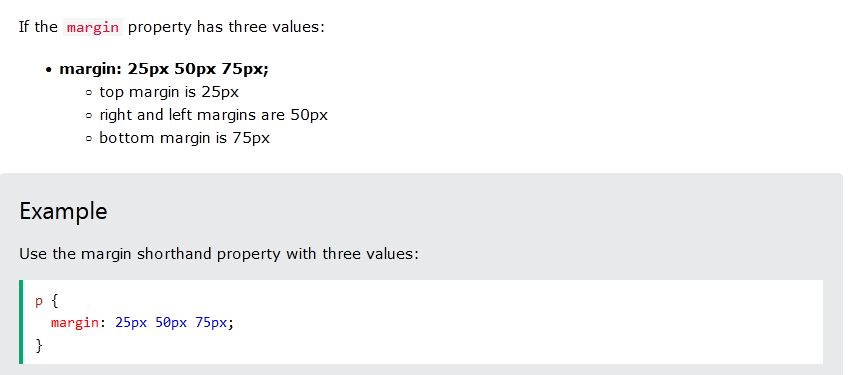 If the margin property has three values:
• margin: 25px 50px 75px;
◦ top margin is 25px
◦ right and left margins are 50px
◦ bottom margin is 75px
Example
Use the margin shorthand property with three values:
p {
  margin: 25px 50px 75px;
}